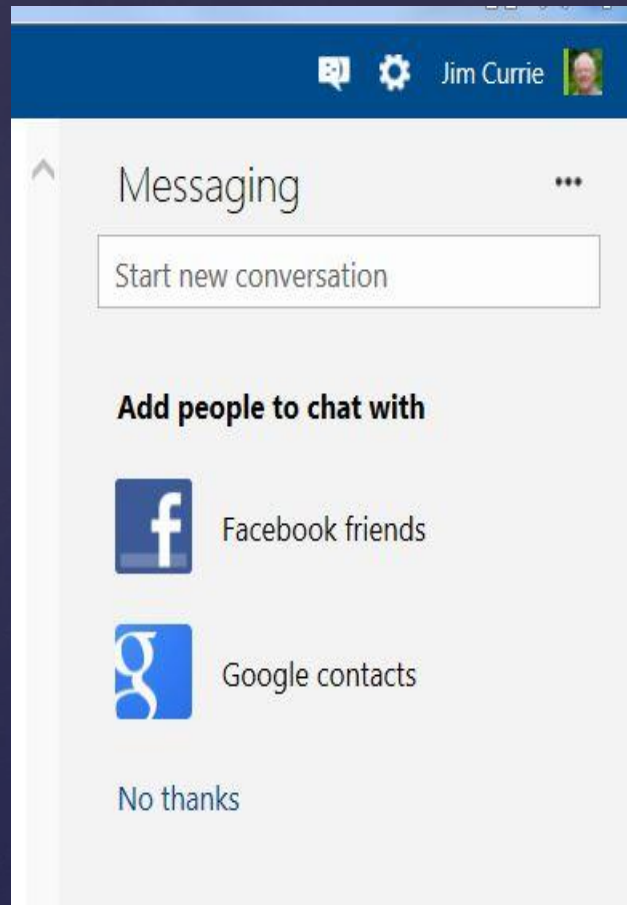 Jim Currie
Messaging
Start new conversation
Add people to chat with
f
Facebook friends
g
Google contacts
No thanks